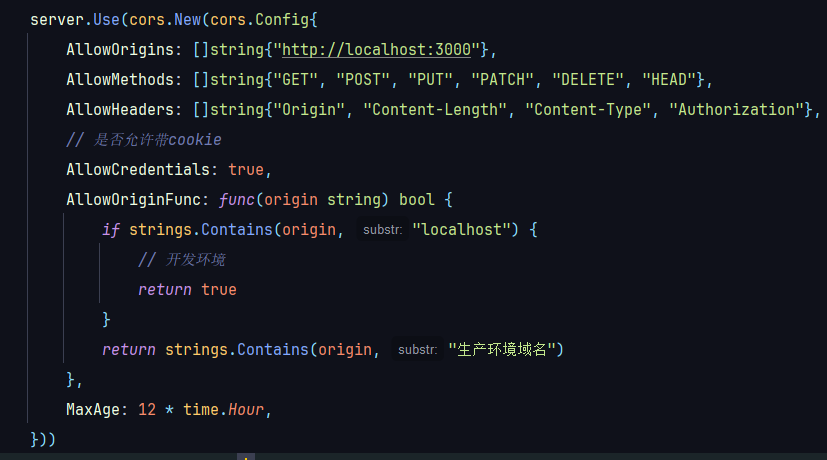 server.Use(cors.New(cors.Config{
AllowOrigins: []string{"http://localhost:3000"},
AllowMethods: []string{"GET", "POST", "PUT", "PATCH", "DELETE", "HEAD"},
AllowHeaders: []string{"Origin", "Content-Length", "Content-Type", "Authorization"},
// 是否允许带cookie
AllowCredentials: true,
AllowOriginFunc: func(origin string) bool {
if strings.Contains(origin, substr: "localhost") {
// 开发环境
return true
}
return strings.Contains(origin, substr: "生产环境域名")
},
MaxAge: 12 * time.Hour,
}))